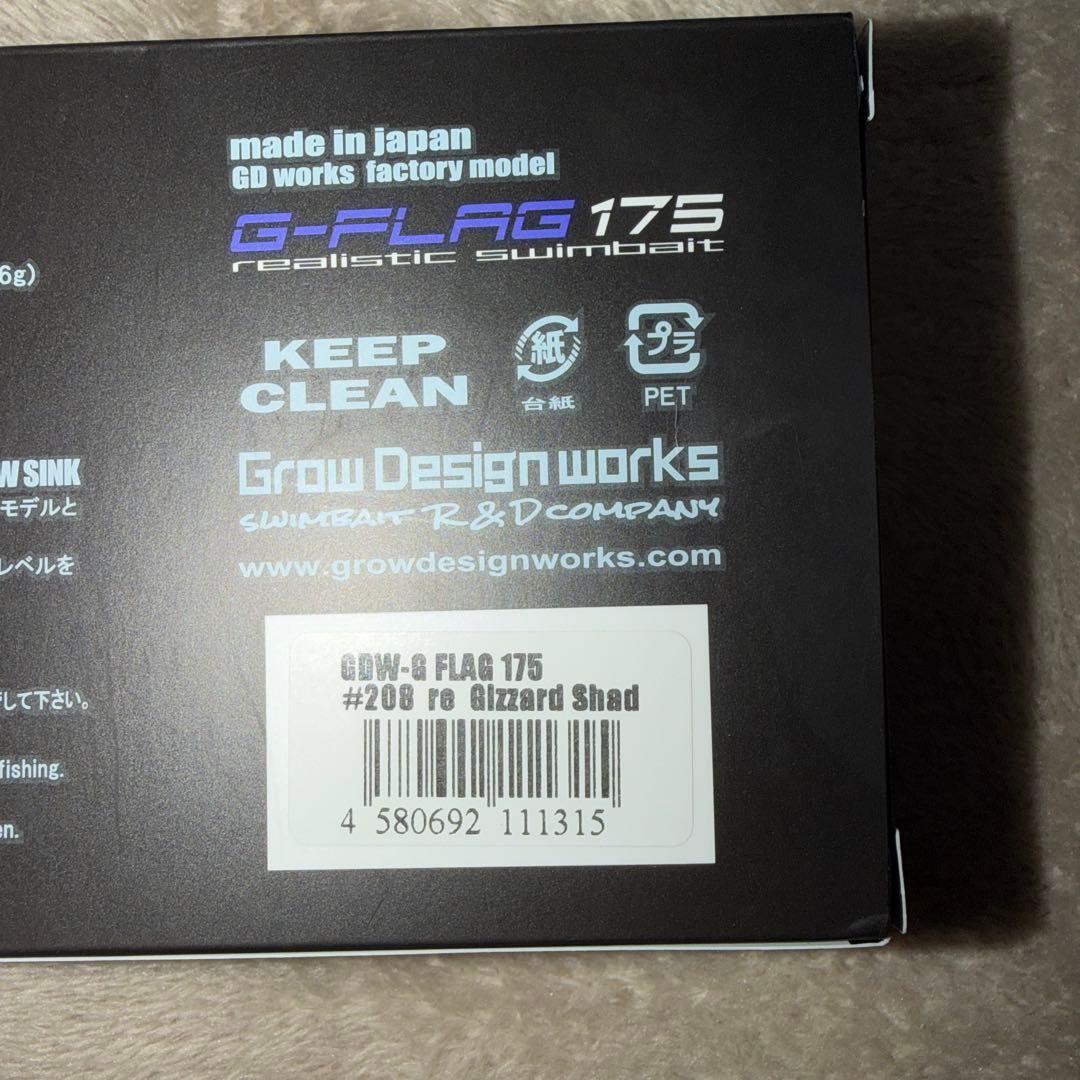 made in japan
GD works factory model
G-FLAG 175
realistic swimbait
6g)
KEEP
CLEAN
紙
台紙
プラ
PET
W SINK
モデルと
レベルを
Grow Design works
SWIMBAIT R&D COMPANY
www.growdesignworks.com
GDW-G FLAG 175
#208 re Gizzard Shad
4 580692 111315
して下さい。
fishing.
en.